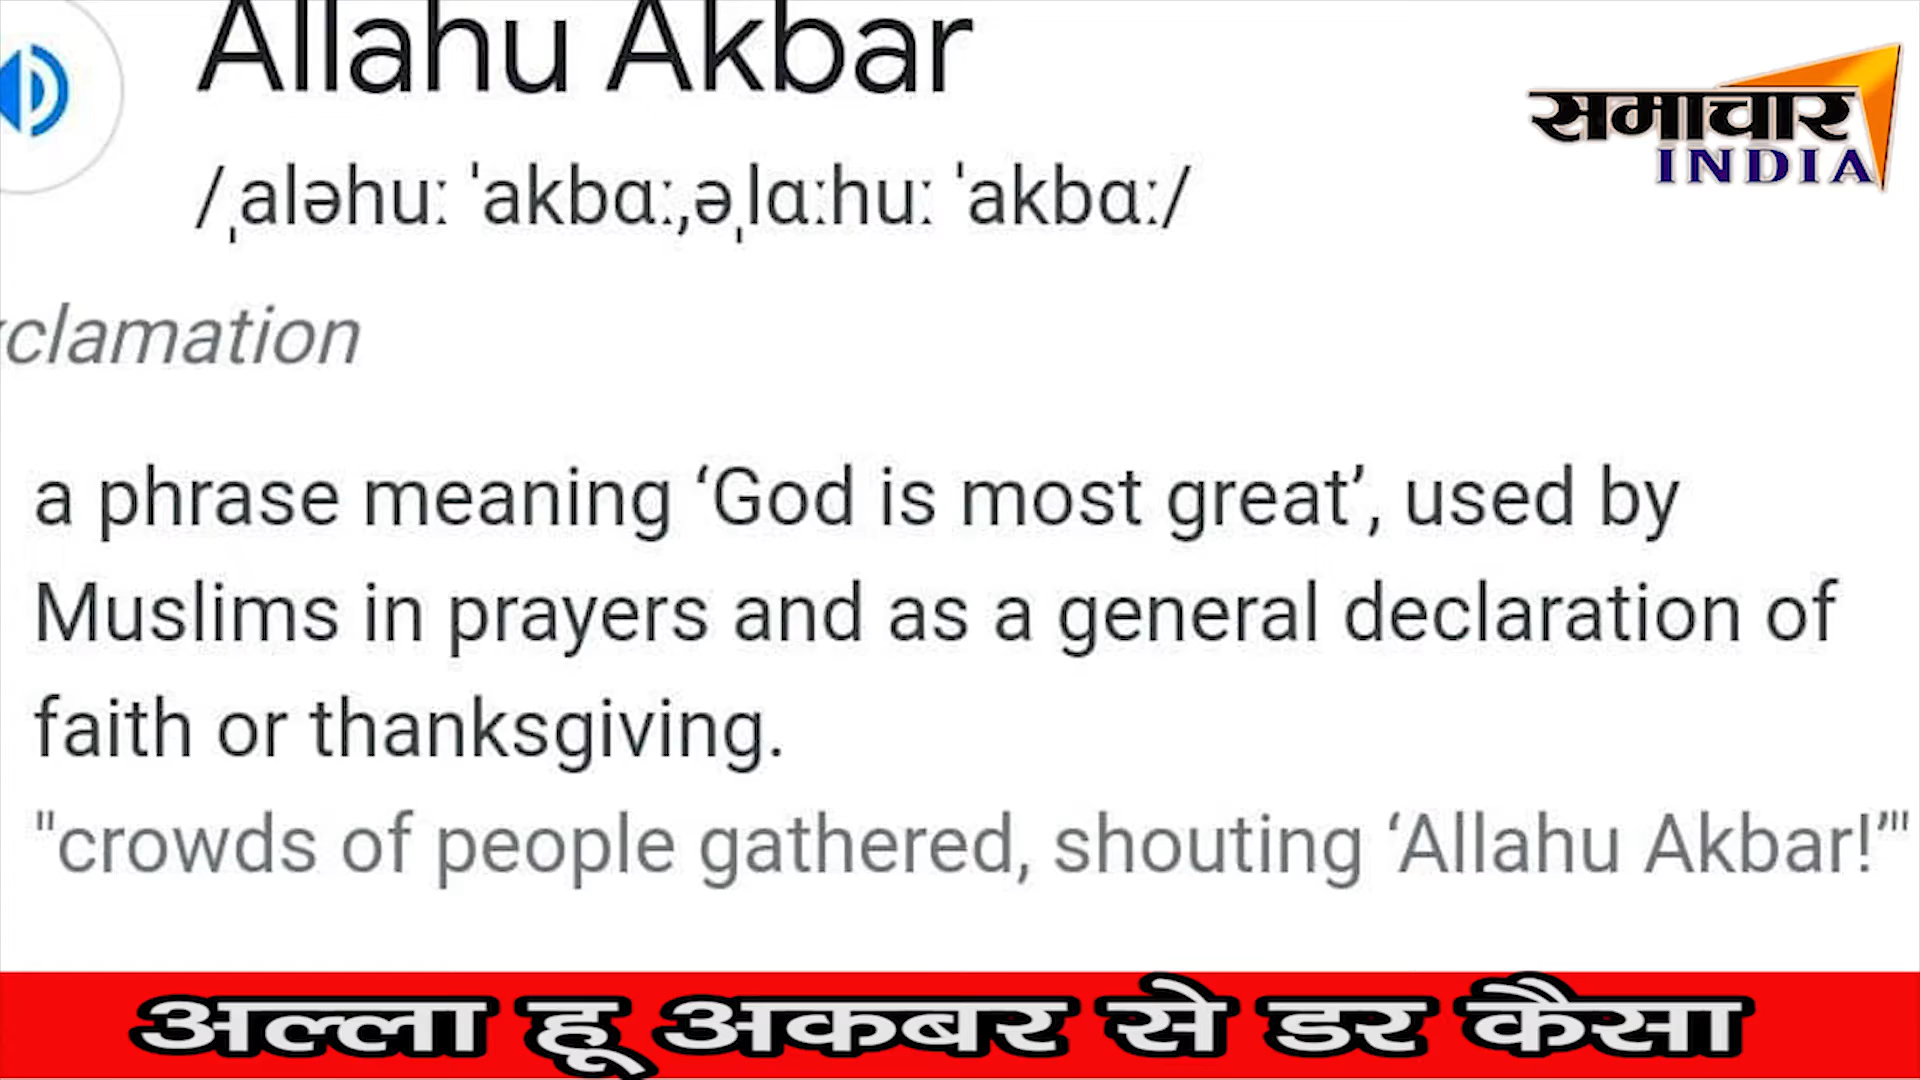 Allahu Akbar
समाचार
INDIA
/ˌaləhuː ˈakbɑː,əˌlɑːhuː ˈakbɑː/
clamation
a phrase meaning ‘God is most great’, used by
Muslims in prayers and as a general declaration of
faith or thanksgiving.
"crowds of people gathered, shouting ‘Allahu Akbar!’"
अल्ला हू अकबर से डर कैसा